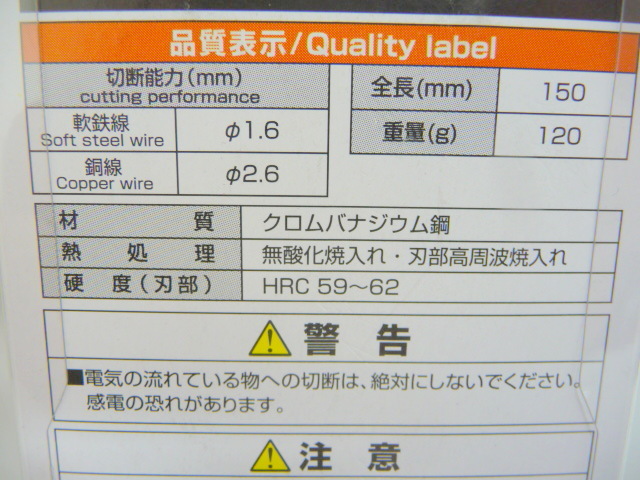 品質表示/Quality label
切断能力(mm)
cutting performance
軟鉄線
Soft steel wire
φ1.6
銅線
Copper wire
φ2.6
全長(mm) 150
重量(g) 120
材質 クロムバナジウム鋼
熱処理 無酸化焼入れ・刃部高周波焼入れ
硬度(刃部) HRC 59~62
警告
■電気の流れている物への切断は、絶対にしないでください。
感電の恐れがあります。
注意